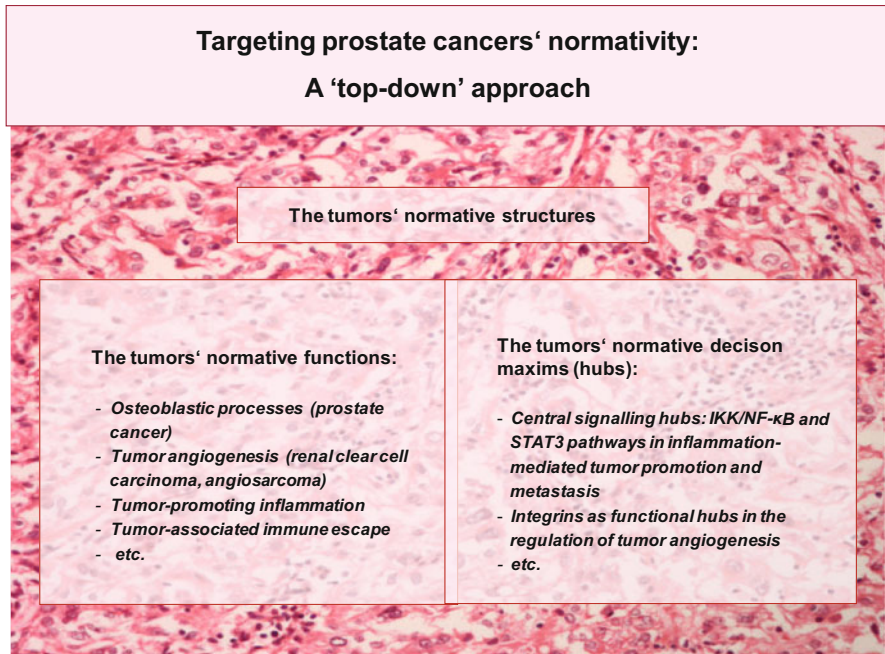 Targeting prostate cancers‘ normativity:
A ‘top-down’ approach
The tumors‘ normative structures
The tumors‘ normative functions:
- Osteoblastic processes (prostate
cancer)
- Tumor angiogenesis (renal clear cell
carcinoma, angiosarcoma)
- Tumor-promoting inflammation
- Tumor-associated immune escape
- etc.
The tumors‘ normative decison
maxims (hubs):
- Central signalling hubs: IKK/NF-κB and
STAT3 pathways in inflammation-
mediated tumor promotion and
metastasis
- Integrins as functional hubs in the
regulation of tumor angiogenesis
- etc.